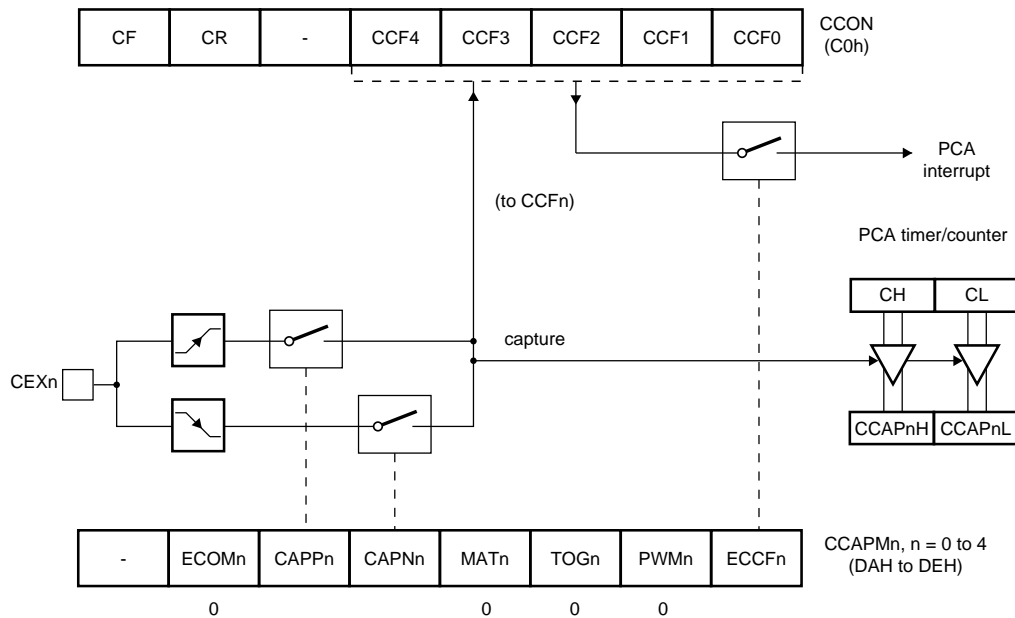 CF CR - CCF4 CCF3 CCF2 CCF1 CCF0 CCON
(C0h)
PCA
interrupt
(to CCFn)
PCA timer/counter
CH CL
capture
CEXn
CCAPnH CCAPnL
- ECOMn CAPPn CAPNn MATn TOGn PWMn ECCFn CCAPMn, n = 0 to 4
(DAH to DEH)
0 0 0 0